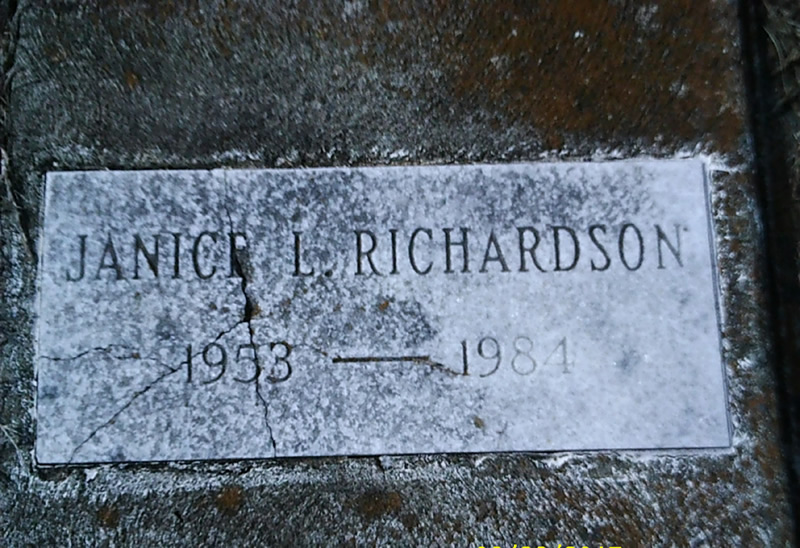 JANICE L. RICHARDSON
1953 — 1984